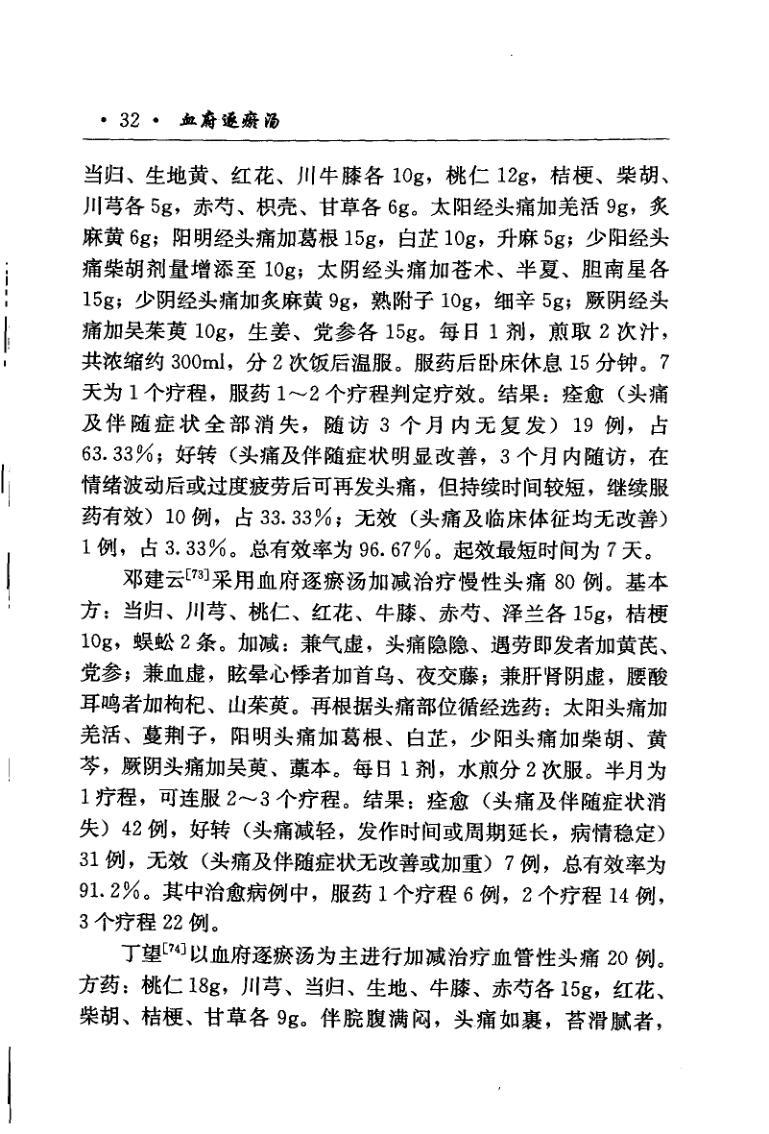 • 32 • 血府逐瘀汤
当归、生地黄、红花、川牛膝各 10g，桃仁 12g，桔梗、柴胡、
川芎各 5g，赤芍、枳壳、甘草各 6g。太阳经头痛加羌活 9g，炙
麻黄 6g；阳明经头痛加葛根 15g，白芷 10g，升麻 5g；少阳经头
痛柴胡剂量增添至 10g；太阴经头痛加苍术、半夏、胆南星各
15g；少阴经头痛加炙麻黄 9g，熟附子 10g，细辛 5g；厥阴经头
痛加吴茱萸 10g，生姜、党参各 15g。每日 1 剂，煎取 2 次汁，
共浓缩约 300ml，分 2 次饭后温服。服药后卧床休息 15 分钟。7
天为 1 个疗程，服药 1～2 个疗程判定疗效。结果：痊愈（头痛
及伴随症状全部消失，随访 3 个月内无复发）19 例，占
63.33％；好转（头痛及伴随症状明显改善，3 个月内随访，在
情绪波动后或过度疲劳后可再发头痛，但持续时间较短，继续服
药有效）10 例，占 33.33％；无效（头痛及临床体征均无改善）
1 例，占 3.33％。总有效率为 96.67％。起效最短时间为 7 天。
邓建云[73]采用血府逐瘀汤加减治疗慢性头痛 80 例。基本
方：当归、川芎、桃仁、红花、牛膝、赤芍、泽兰各 15g，桔梗
10g，蜈蚣 2 条。加减：兼气虚，头痛隐隐、遇劳即发者加黄芪、
党参；兼血虚，眩晕心悸者加首乌、夜交藤；兼肝肾阴虚，腰酸
耳鸣者加枸杞、山茱萸。再根据头痛部位循经选药：太阳头痛加
羌活、蔓荆子，阳明头痛加葛根、白芷，少阳头痛加柴胡、黄
芩，厥阴头痛加吴萸、藁本。每日 1 剂，水煎分 2 次服。半月为
1 疗程，可连服 2～3 个疗程。结果：痊愈（头痛及伴随症状消
失）42 例，好转（头痛减轻，发作时间或周期延长，病情稳定）
31 例，无效（头痛及伴随症状无改善或加重）7 例，总有效率为
91.2％。其中治愈病例中，服药 1 个疗程 6 例，2 个疗程 14 例，
3 个疗程 22 例。
丁望[74]以血府逐瘀汤为主进行加减治疗血管性头痛 20 例。
方药：桃仁 18g，川芎、当归、生地、牛膝、赤芍各 15g，红花、
柴胡、桔梗、甘草各 9g。伴脘腹满闷，头痛如裹，苔滑腻者，